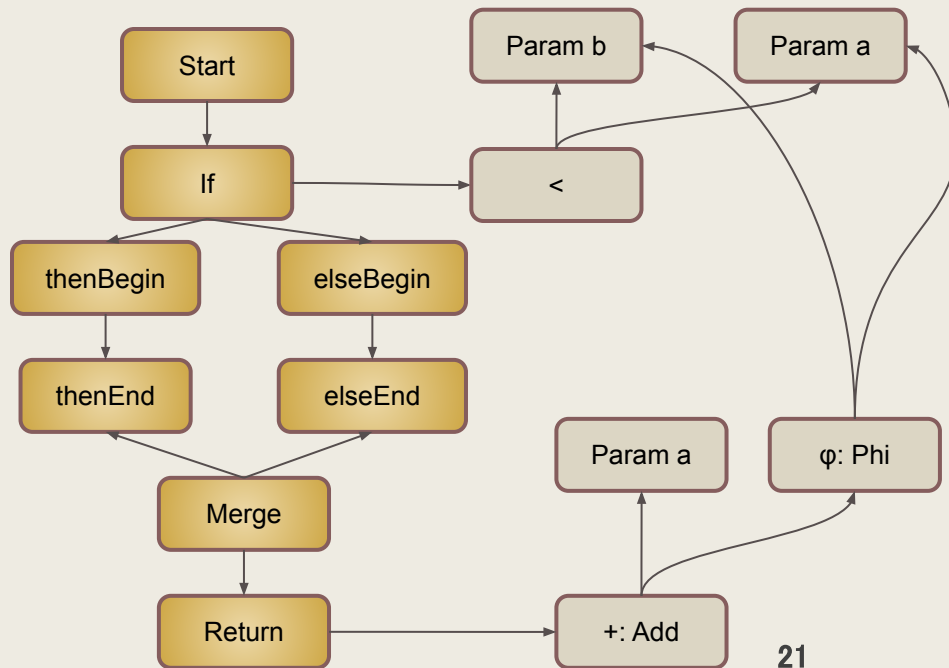 Start
Param b
Param a
If
<
thenBegin
elseBegin
thenEnd
elseEnd
Param a
φ: Phi
Merge
Return
+: Add
21